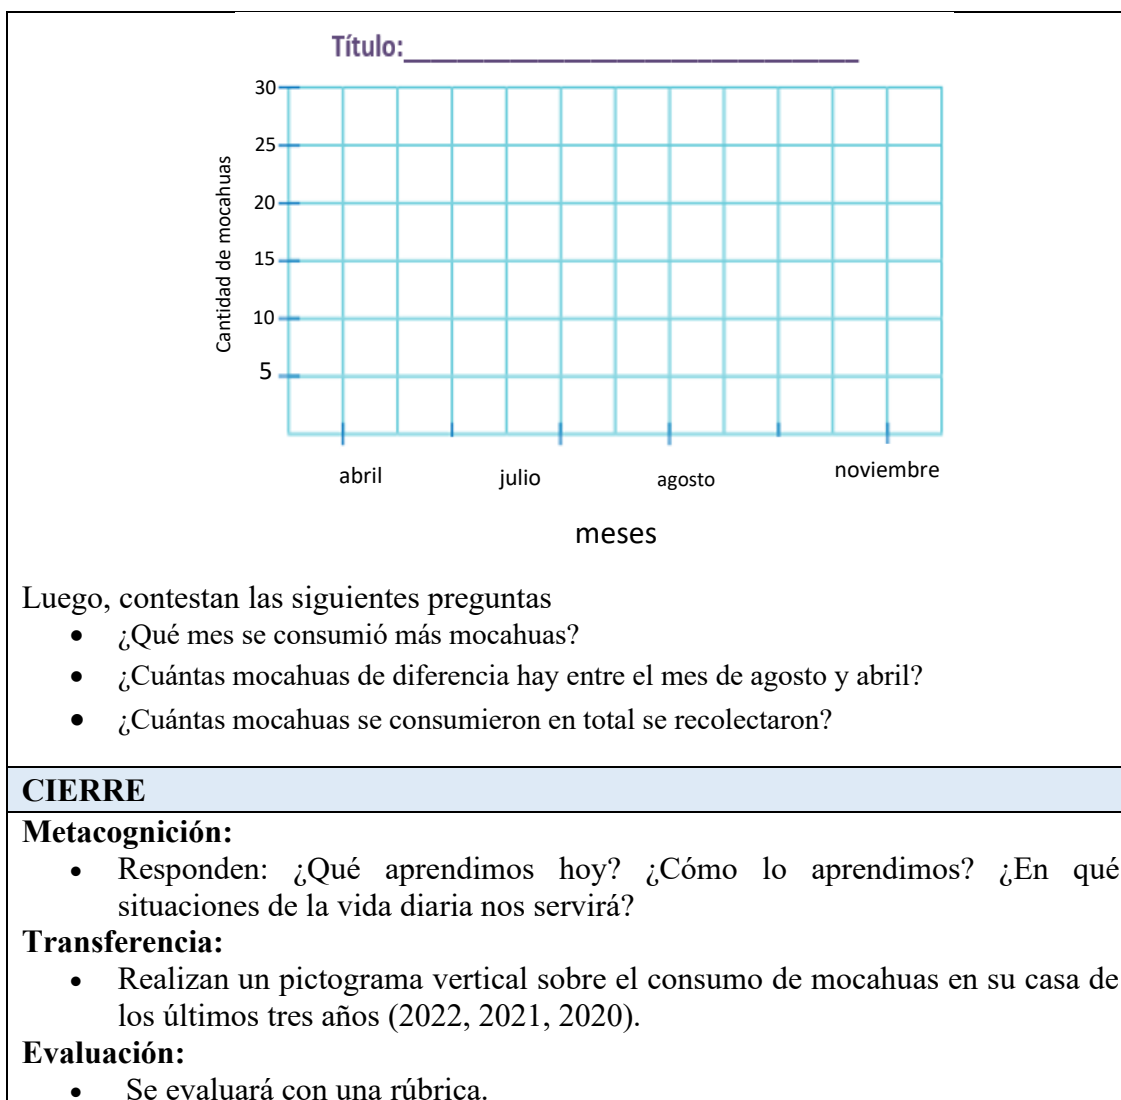 Título:__________________________________
30
25
20
15
10
5
Cantidad de mocahuas
abril julio agosto noviembre
meses
Luego, contestan las siguientes preguntas
• ¿Qué mes se consumió más mocahuas?
• ¿Cuántas mocahuas de diferencia hay entre el mes de agosto y abril?
• ¿Cuántas mocahuas se consumieron en total se recolectaron?
CIERRE
Metacognición:
• Responden: ¿Qué aprendimos hoy? ¿Cómo lo aprendimos? ¿En qué
situaciones de la vida diaria nos servirá?
Transferencia:
• Realizan un pictograma vertical sobre el consumo de mocahuas en su casa de
los últimos tres años (2022, 2021, 2020).
Evaluación:
• Se evaluará con una rúbrica.